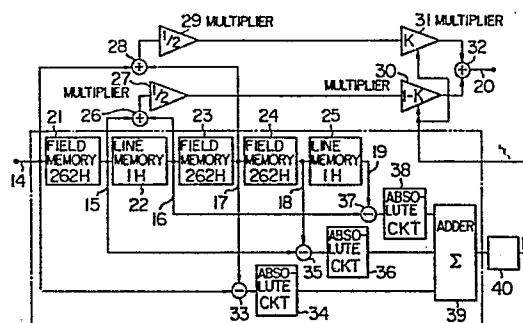 29 MULTIPLIER
1/2
31 MULTIPLIER
K
28
27
32
MULTIPLIER 1/2
MULTIPLIER 30
1-K
20
26
21 23 24 25
FIELD MEMORY 262H
LINE MEMORY 1H
FIELD MEMORY 262H
FIELD MEMORY 262H
LINE MEMORY 1H
19
14 15 22 16 17 18
38
37
ABSO-LUTE CKT
ADDER
Σ
35
ABSO-LUTE CKT
36
33
ABSO-LUTE CKT
34
39
40